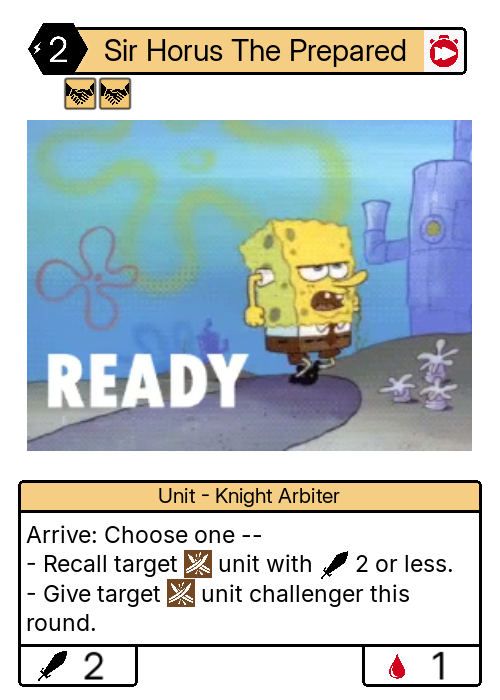 2 Sir Horus The Prepared
READY
Unit - Knight Arbiter
Arrive: Choose one --
- Recall target unit with 2 or less.
- Give target unit challenger this
round.
2 1